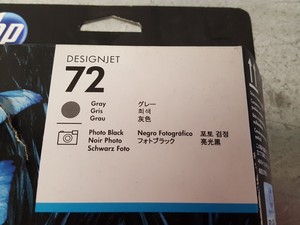 hp
DESIGNJET
72
Gray グレー
Gris 회색
Grau 灰色
Photo Black Negro Fotográfico 포토 검정
Noir Photo フォトブラック 亮光黑
Schwarz Foto